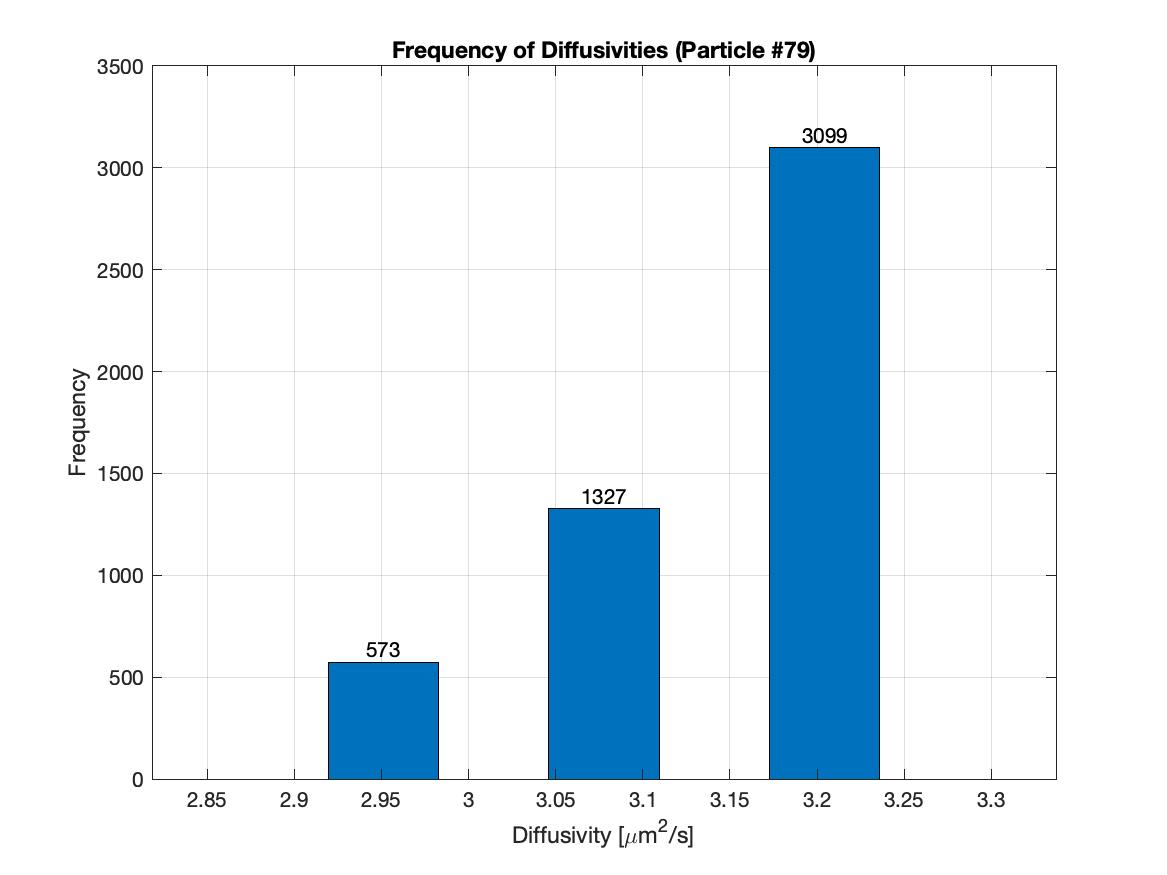 Frequency of Diffusivities (Particle #79)
3500
3000
2500
2000
1500
1000
500
0
Frequency
573
1327
3099
2.85 2.9 2.95 3 3.05 3.1 3.15 3.2 3.25 3.3
Diffusivity [μm²/s]